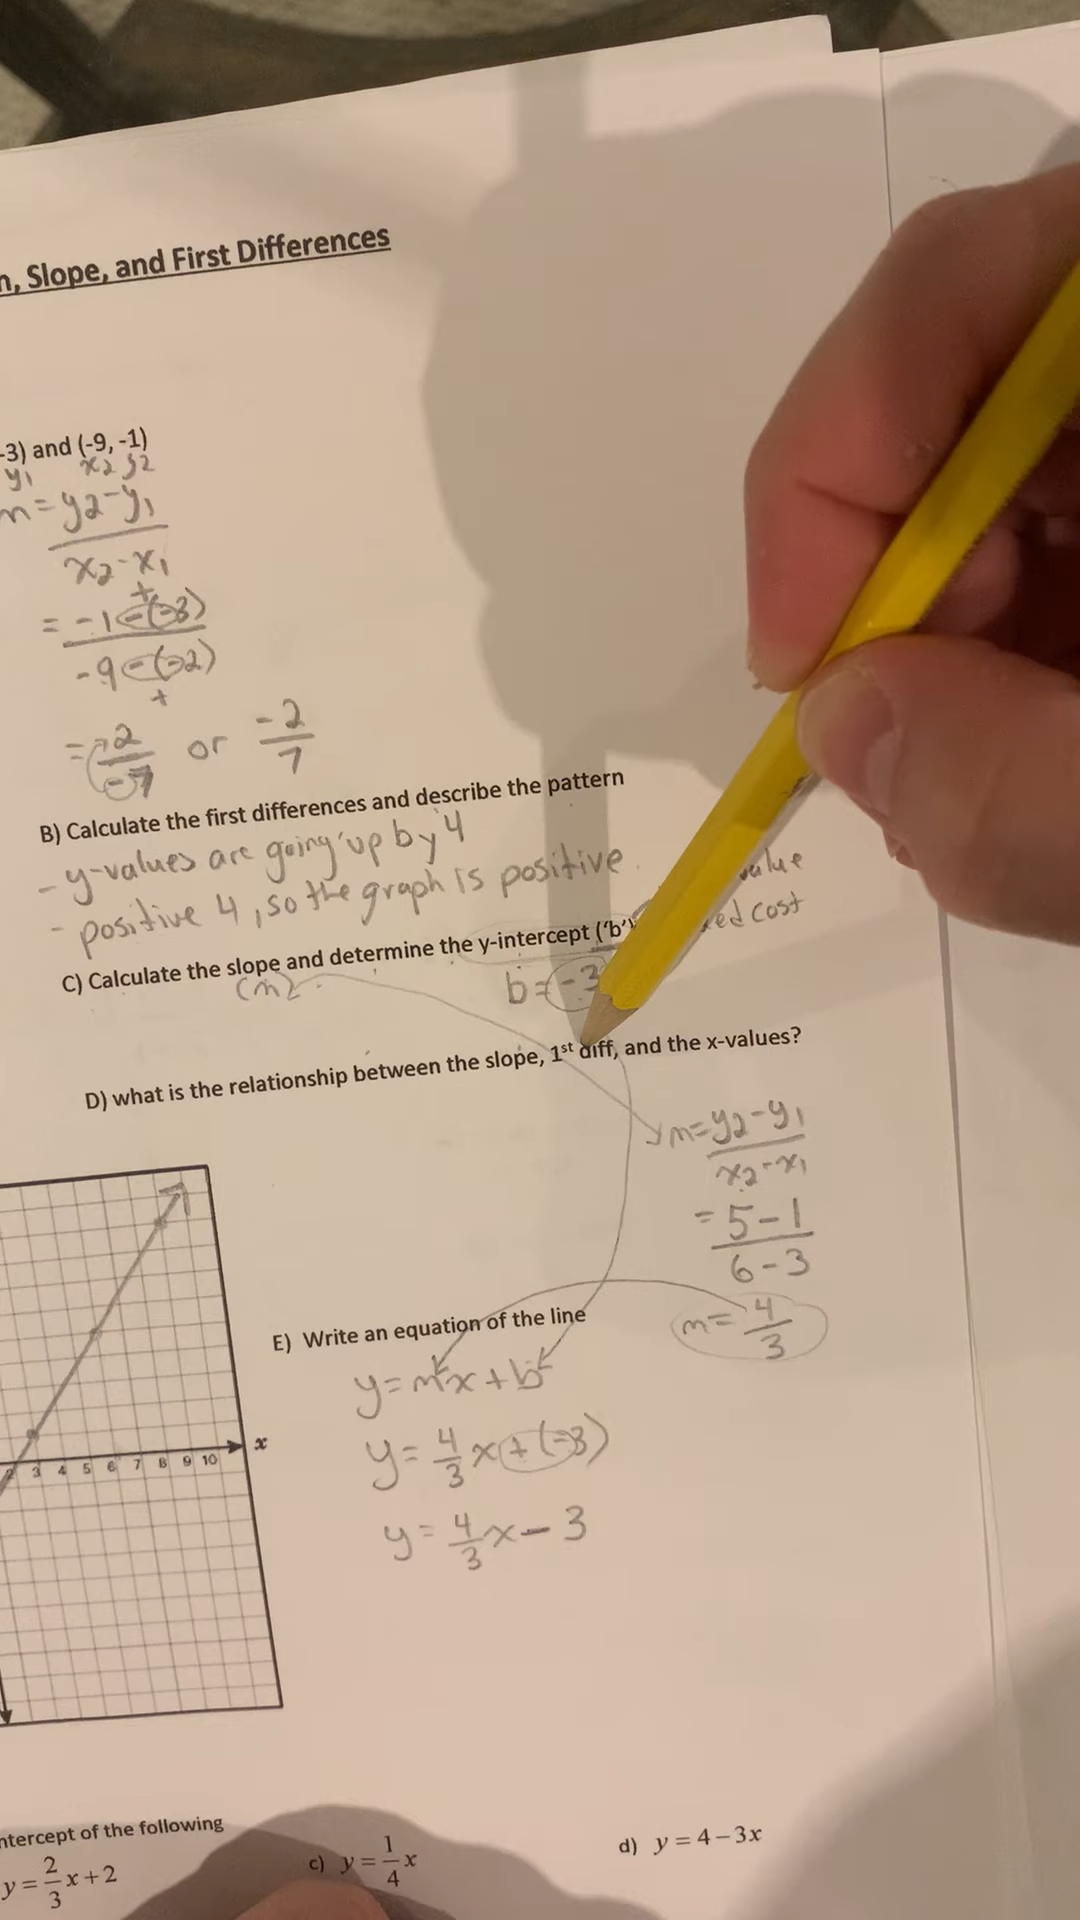 n, Slope, and First Differences
-3) and (-9, -1)
y1 x2 y2
m = y2 - y1
x2 - x1
+
= -1 - (-3)
-9 - (-2)
+
= 2/-7 or -2/7
B) Calculate the first differences and describe the pattern
- y-values are going up by 4
- positive 4, so the graph is positive.
value
C) Calculate the slope and determine the y-intercept ('b')
xed cost
(m)
b = -3
D) what is the relationship between the slope, 1st diff, and the x-values?
m = y2 - y1
x2 - x1
= 5 - 1
6 - 3
m = 4/3
E) Write an equation of the line
y = mx + b
y = 4/3 x + (-3)
y = 4/3 x - 3
x
2 3 4 5 6 7 8 9 10
ntercept of the following
y = 2/3 x + 2
c) y = 1/4 x
d) y = 4 - 3x